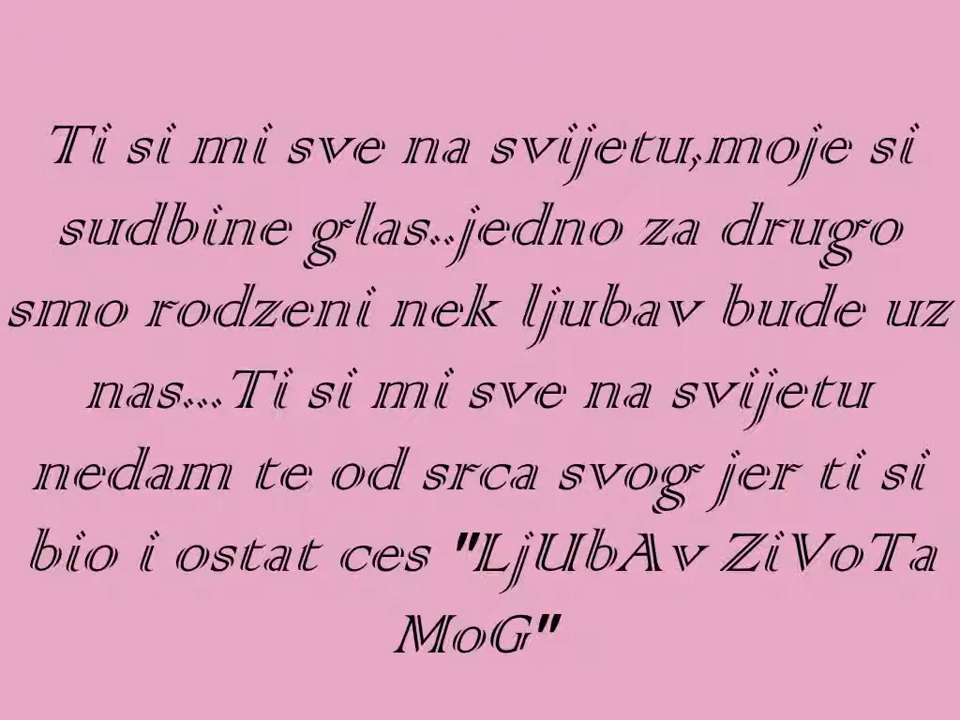 Ti si mi sve na svijetu,moje si
sudbine glas..jedno za drugo
smo rodzeni nek ljubav bude uz
nas...Ti si mi sve na svijetu
nedam te od srca svog jer ti si
bio i ostat ces "LjUbAv ZiVoTa
MoG"